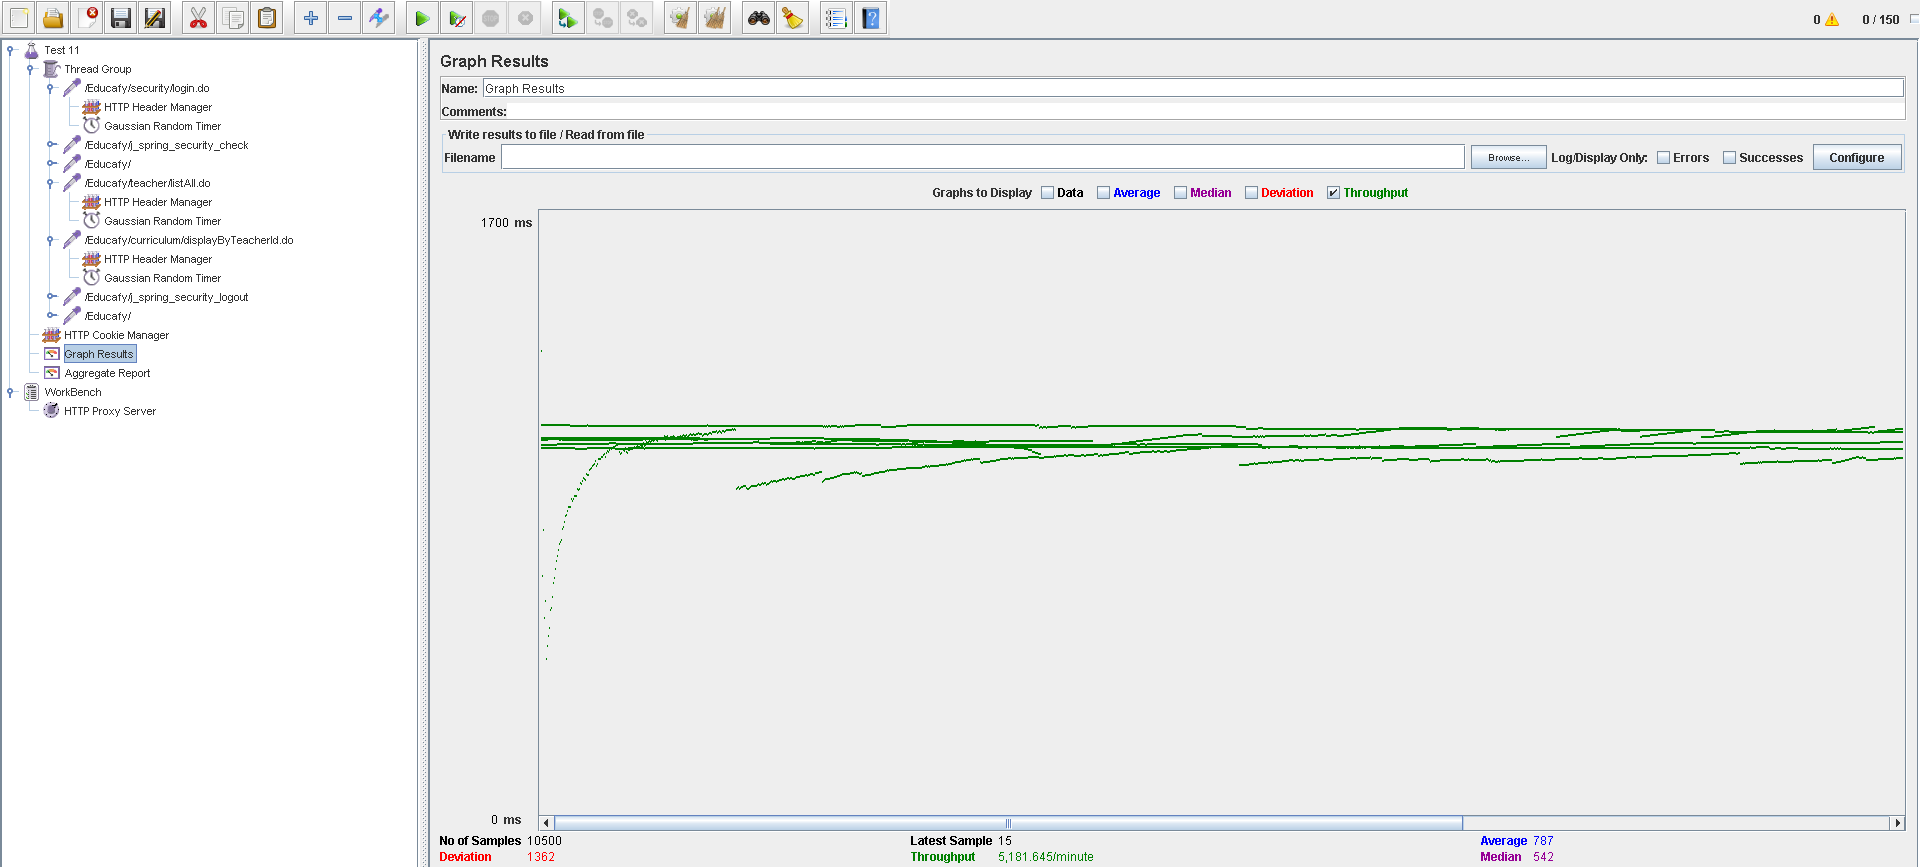 0 0 / 150
Test 11
Thread Group
/Educafy/security/login.do
HTTP Header Manager
Gaussian Random Timer
/Educafy/j_spring_security_check
/Educafy/
/Educafy/teacher/listAll.do
HTTP Header Manager
Gaussian Random Timer
/Educafy/curriculum/displayByTeacherId.do
HTTP Header Manager
Gaussian Random Timer
/Educafy/j_spring_security_logout
/Educafy/
HTTP Cookie Manager
Graph Results
Aggregate Report
WorkBench
HTTP Proxy Server
Graph Results
Name: Graph Results
Comments:
Write results to file / Read from file
Filename Browse... Log/Display Only: Errors Successes Configure
Graphs to Display Data Average Median Deviation Throughput
1700 ms
0 ms
No of Samples 10500 Latest Sample 15 Average 787
Deviation 1362 Throughput 5,181.645/minute Median 542